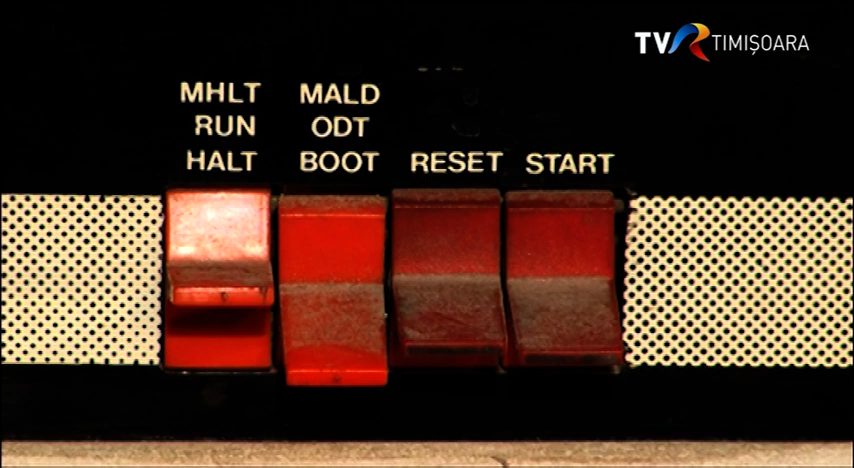 TVR TIMIȘOARA
MHLT MALD
RUN ODT
HALT BOOT RESET START